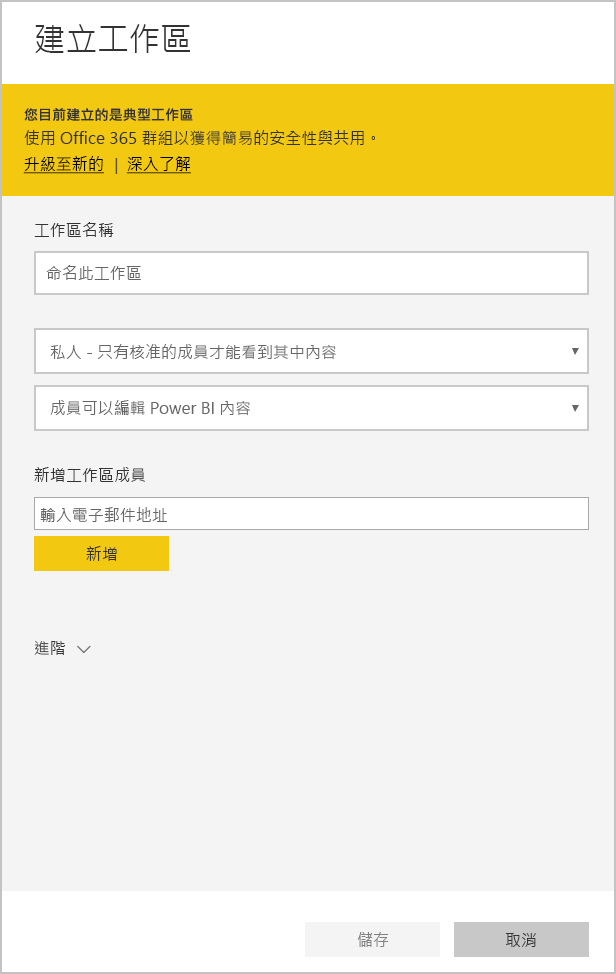 建立工作區
您目前建立的是典型工作區
使用 Office 365 群組以獲得簡易的安全性與共用。
升級至新的 | 深入了解
工作區名稱
命名此工作區
私人 - 只有核准的成員才能看到其中內容
成員可以編輯 Power BI 內容
新增工作區成員
輸入電子郵件地址
新增
進階
儲存 取消